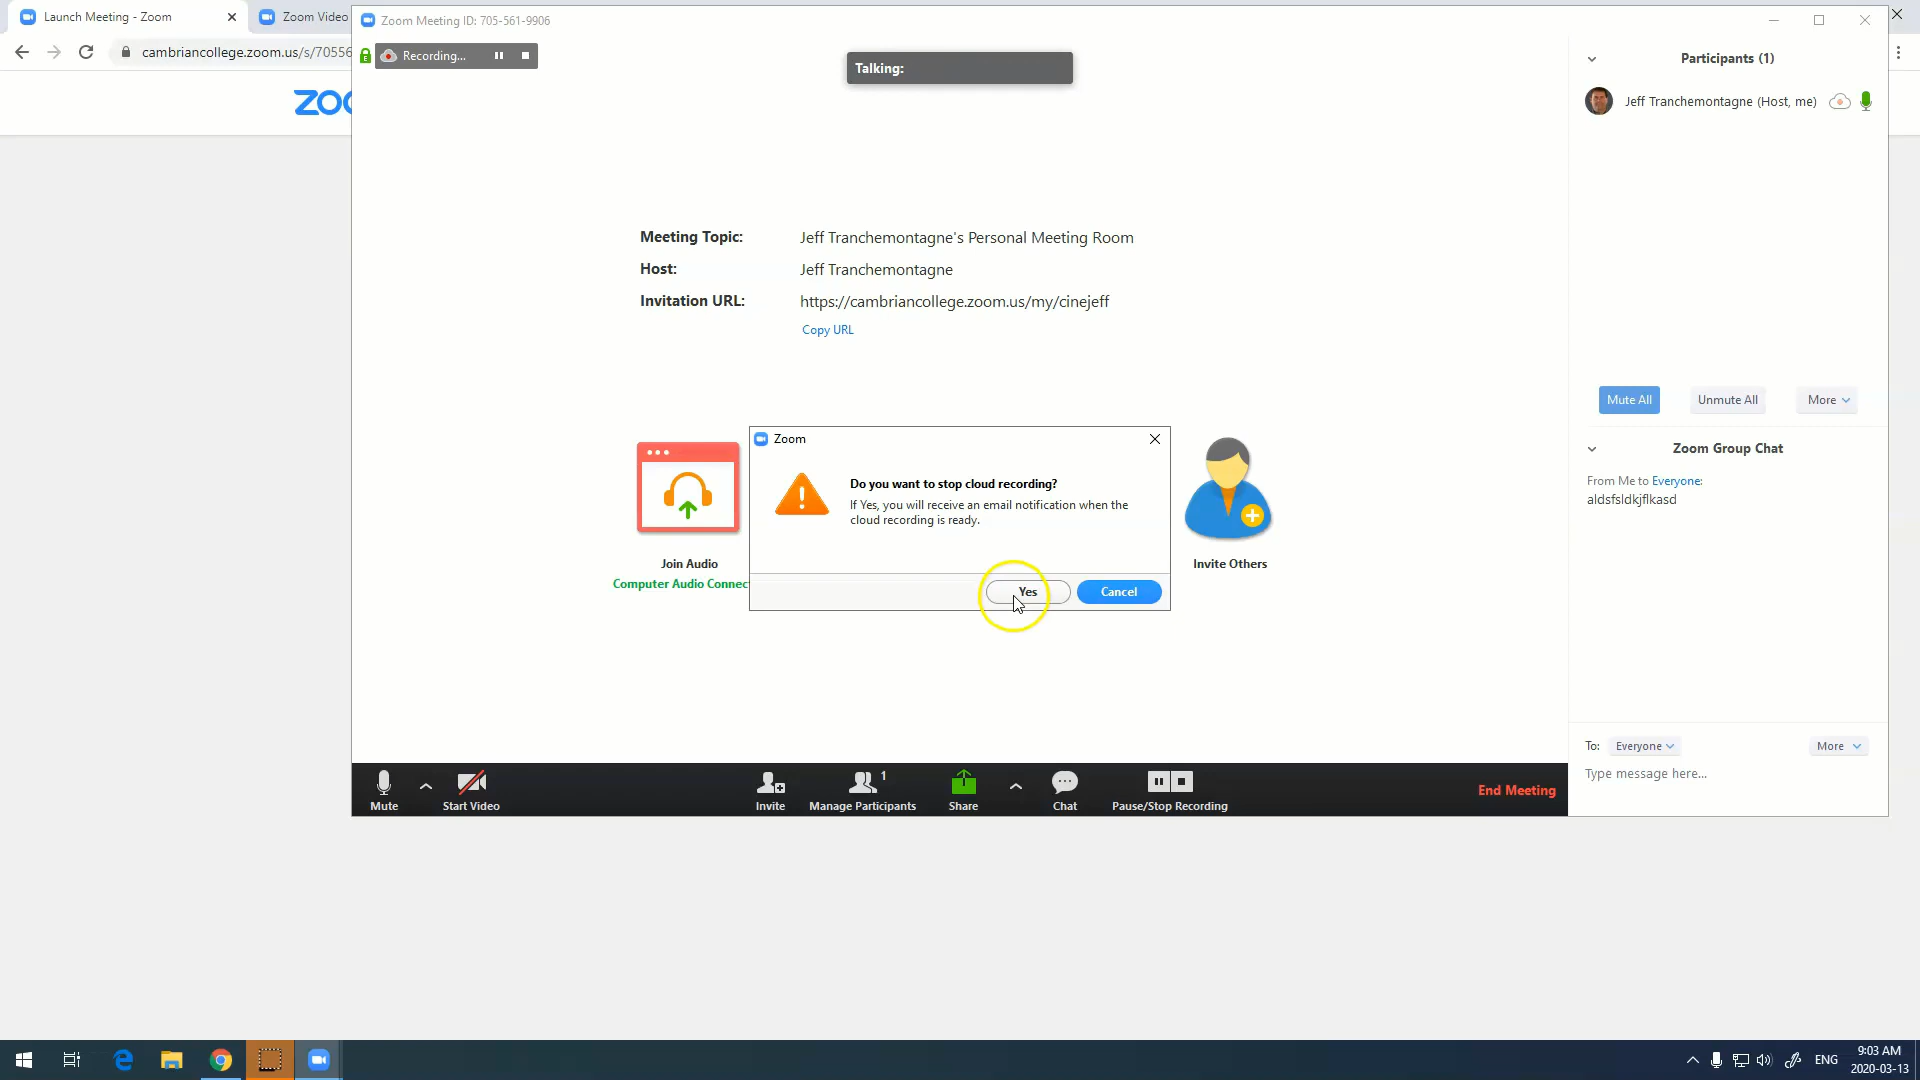 Launch Meeting - Zoom
Zoom Video
cambriancollege.zoom.us/s/70556
ZOO
Zoom Meeting ID: 705-561-9906
Recording...
Talking:
Meeting Topic: Jeff Tranchemontagne's Personal Meeting Room
Host: Jeff Tranchemontagne
Invitation URL: https://cambriancollege.zoom.us/my/cinejeff
Copy URL
Join Audio
Computer Audio Connec
Zoom
Do you want to stop cloud recording?
If Yes, you will receive an email notification when the
cloud recording is ready.
Yes Cancel
Invite Others
Participants (1)
Jeff Tranchemontagne (Host, me)
Mute All Unmute All More
Zoom Group Chat
From Me to Everyone:
aldsfsldkjflkasd
To: Everyone More
Type message here...
Mute Start Video Invite 1 Manage Participants Share Chat Pause/Stop Recording End Meeting
ENG
9:03 AM
2020-03-13